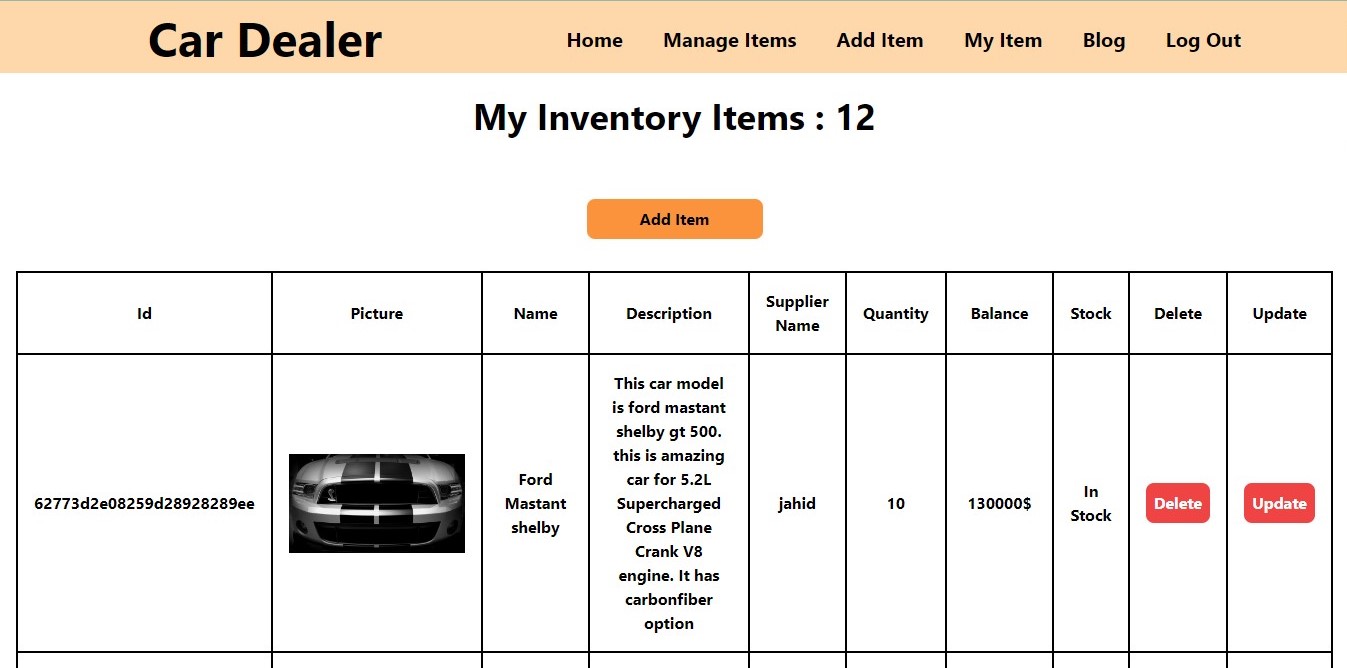 Car Dealer
Home Manage Items Add Item My Item Blog Log Out
My Inventory Items : 12
Add Item
Id
Picture
Name
Description
Supplier
Name
Quantity
Balance
Stock
Delete
Update
62773d2e08259d28928289ee
Ford
Mastant
shelby
This car model
is ford mastant
shelby gt 500.
this is amazing
car for 5.2L
Supercharged
Cross Plane
Crank V8
engine. It has
carbonfiber
option
jahid
10
130000$
In
Stock
Delete
Update